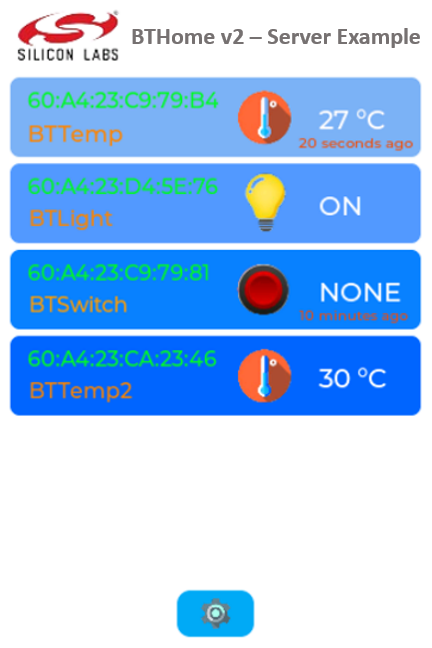 SILICON LABS
BTHome v2 – Server Example
60:A4:23:C9:79:B4
BTTemp
27 °C
20 seconds ago
60:A4:23:D4:5E:76
BTLight
ON
60:A4:23:C9:79:81
BTSwitch
NONE
10 minutes ago
60:A4:23:CA:23:46
BTTemp2
30 °C